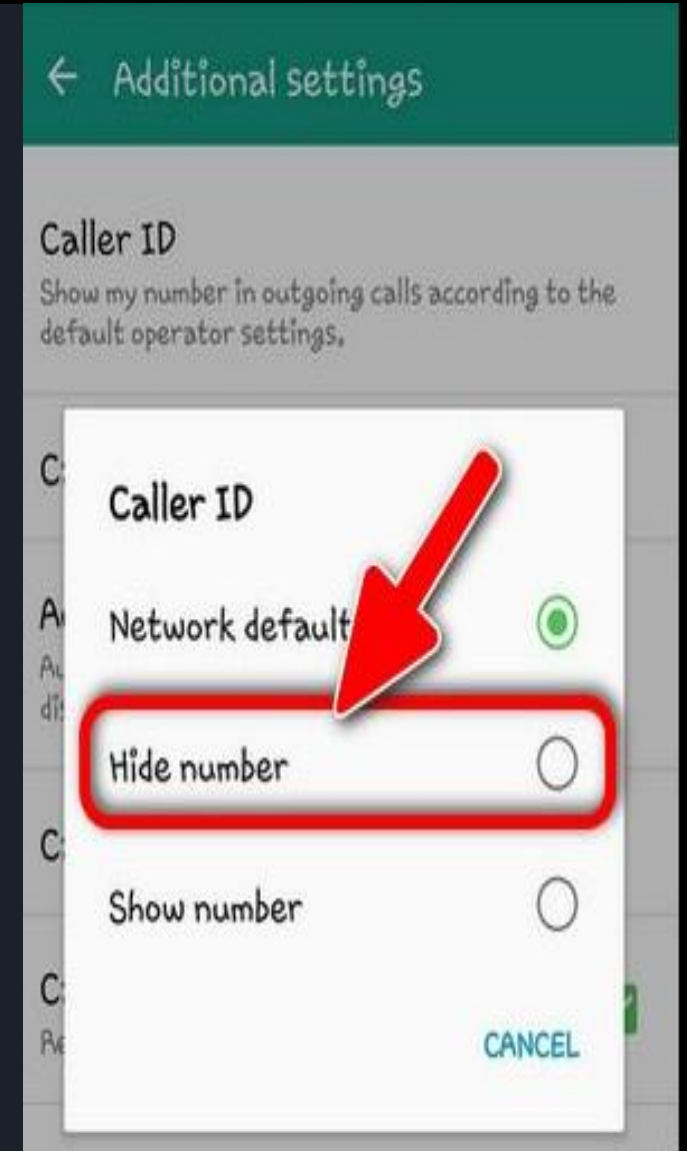 Additional settings
Caller ID
Show my number in outgoing calls according to the
default operator settings.
Caller ID
Network default
Hide number
Show number
CANCEL